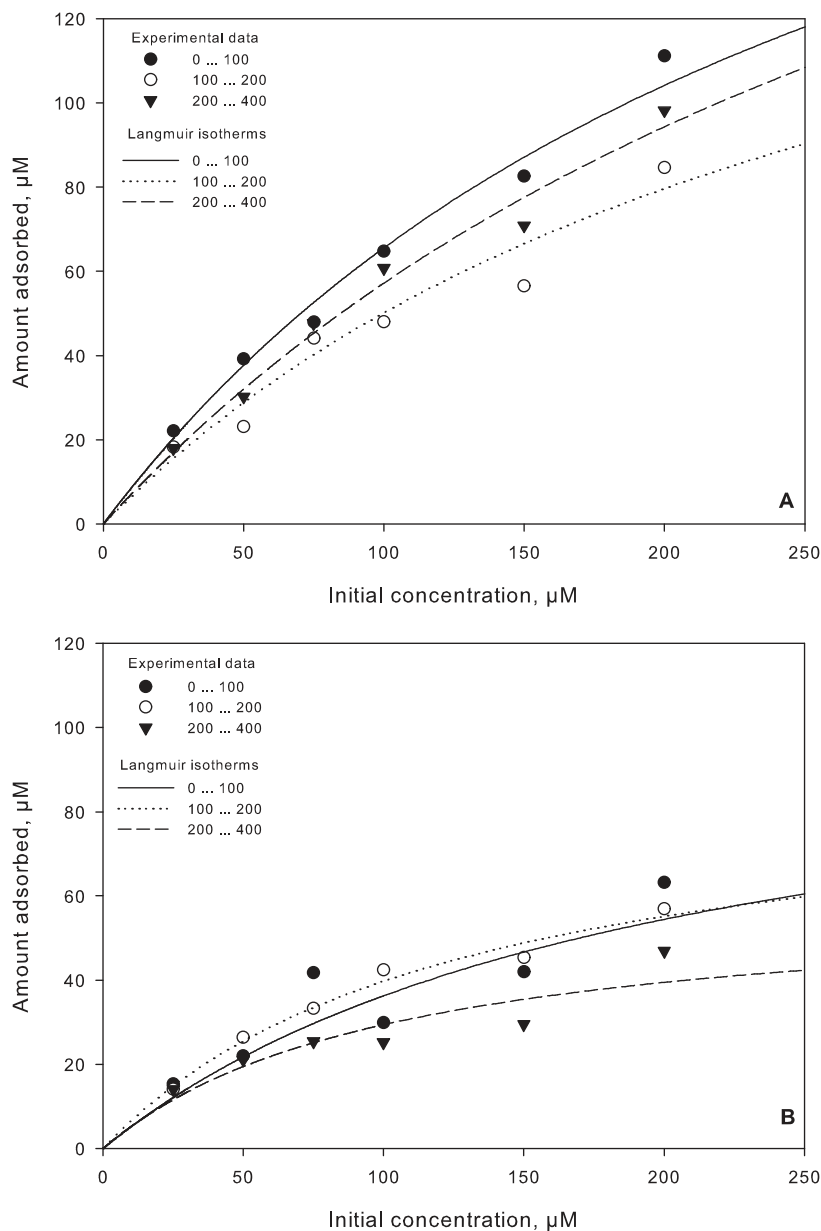 120
100
80
60
40
20
0
Amount adsorbed, µM
Experimental data
0 ... 100
100 ... 200
200 ... 400
Langmuir isotherms
0 ... 100
100 ... 200
200 ... 400
A
0 50 100 150 200 250
Initial concentration, µM
120
100
80
60
40
20
0
Amount adsorbed, µM
Experimental data
0 ... 100
100 ... 200
200 ... 400
Langmuir isotherms
0 ... 100
100 ... 200
200 ... 400
B
0 50 100 150 200 250
Initial concentration, µM